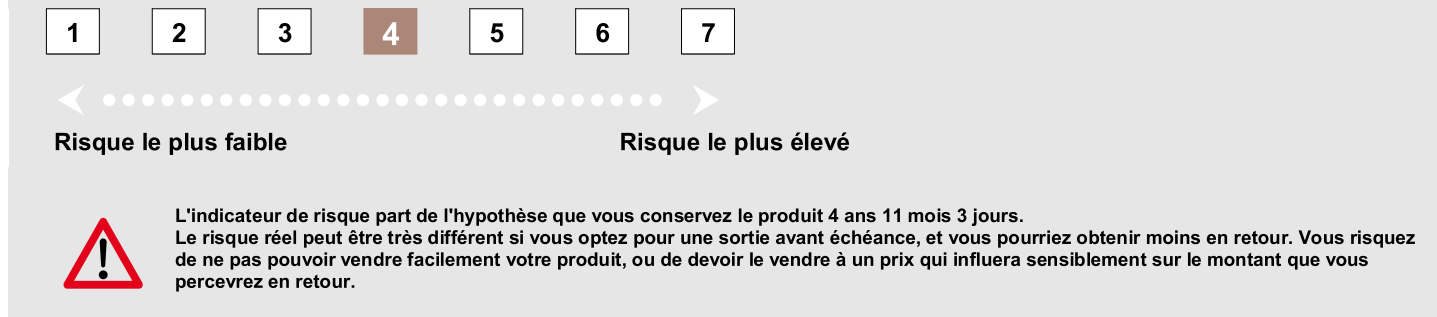 1 2 3 4 5 6 7
Risque le plus faible Risque le plus élevé
L'indicateur de risque part de l'hypothèse que vous conservez le produit 4 ans 11 mois 3 jours.
Le risque réel peut être très différent si vous optez pour une sortie avant échéance, et vous pourriez obtenir moins en retour. Vous risquez
de ne pas pouvoir vendre facilement votre produit, ou de devoir le vendre à un prix qui influera sensiblement sur le montant que vous
percevrez en retour.